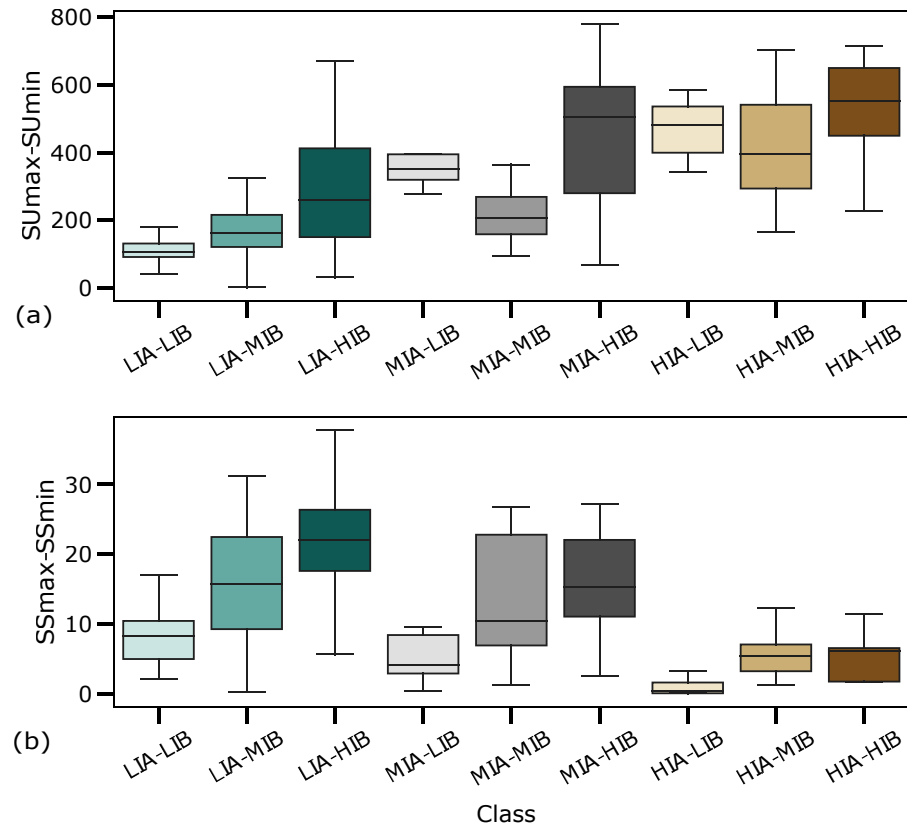 800
600
400
200
0
SUmax-SUmin
(a)
LIA-LIB
LIA-MIB
LIA-HIB
MIA-LIB
MIA-MIB
MIA-HIB
HIA-LIB
HIA-MIB
HIA-HIB
30
20
10
0
SSmax-SSmin
(b)
LIA-LIB
LIA-MIB
LIA-HIB
MIA-LIB
MIA-MIB
MIA-HIB
HIA-LIB
HIA-MIB
HIA-HIB
Class